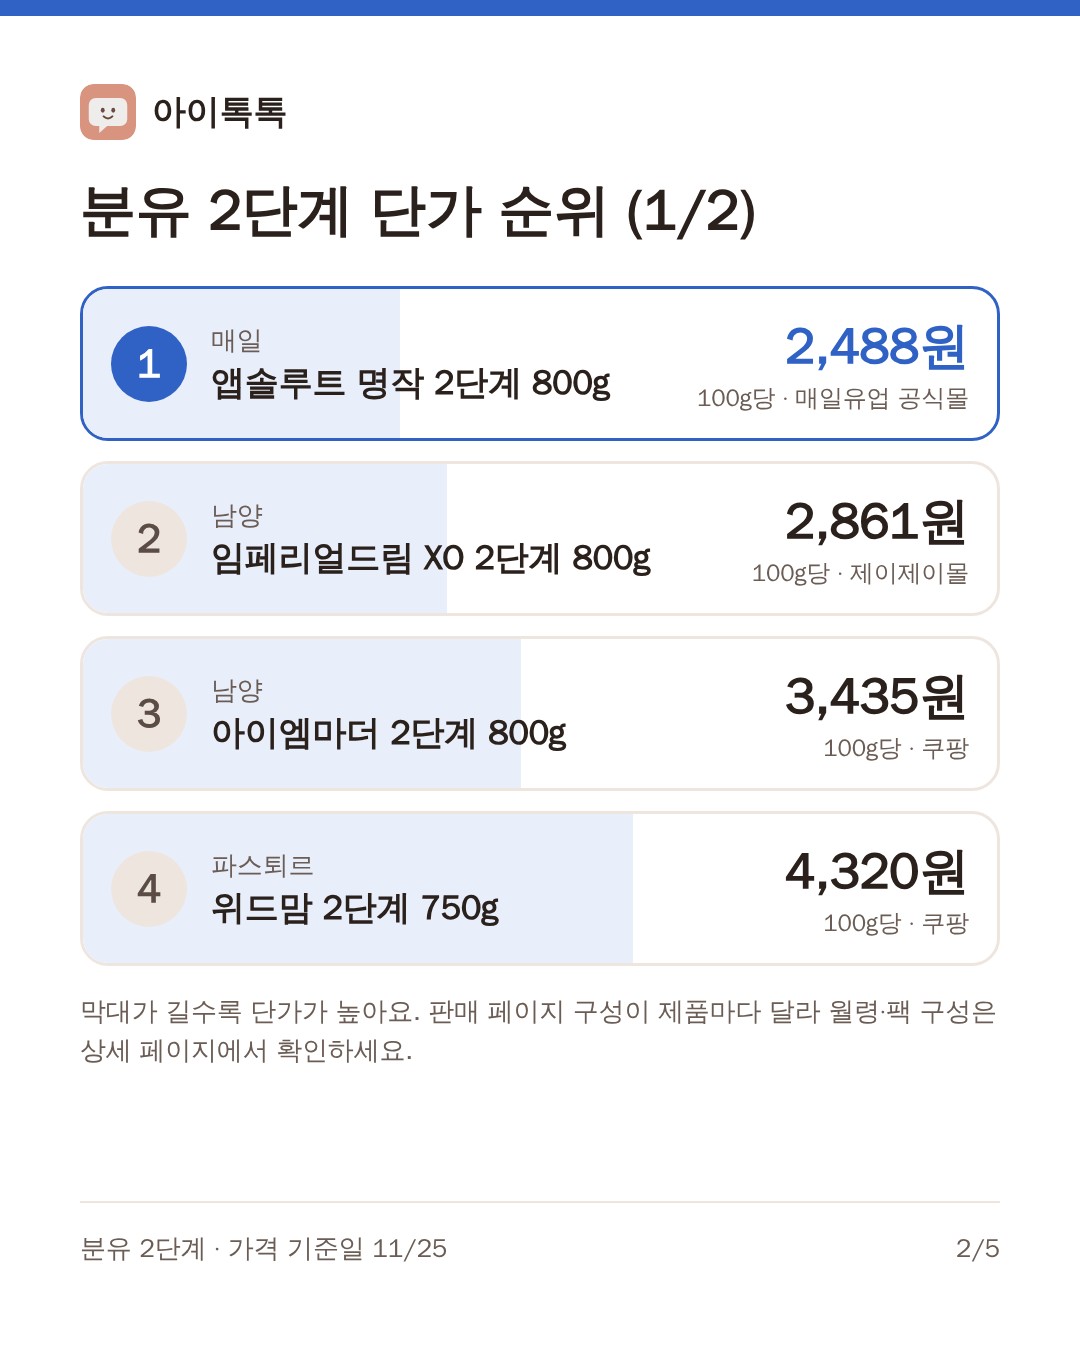 아이톡톡
분유 2단계 단가 순위 (1/2)
1
매일
앱솔루트 명작 2단계 800g
2,488원
100g당 · 매일유업 공식몰
2
남양
임페리얼드림 XO 2단계 800g
2,861원
100g당 · 제이제이몰
3
남양
아이엠마더 2단계 800g
3,435원
100g당 · 쿠팡
4
파스퇴르
위드맘 2단계 750g
4,320원
100g당 · 쿠팡
막대가 길수록 단가가 높아요. 판매 페이지 구성이 제품마다 달라 월령·팩 구성은
상세 페이지에서 확인하세요.
분유 2단계 · 가격 기준일 11/25
2/5